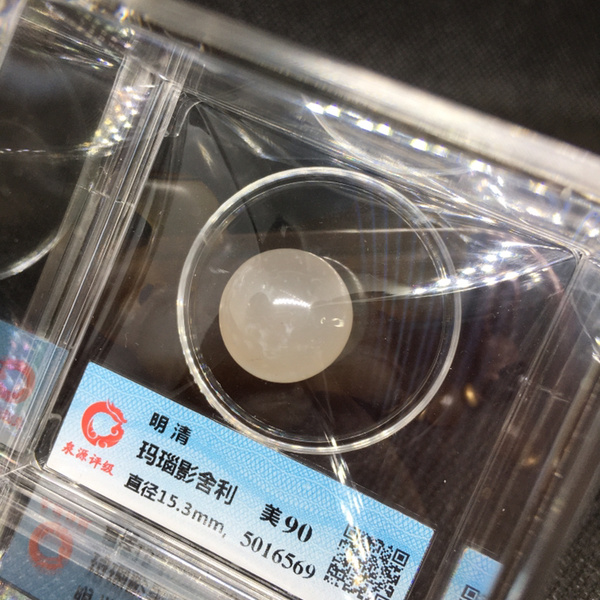 明清
玛瑙影舍利 美90
直径15.3mm, 5016569
泉源评级